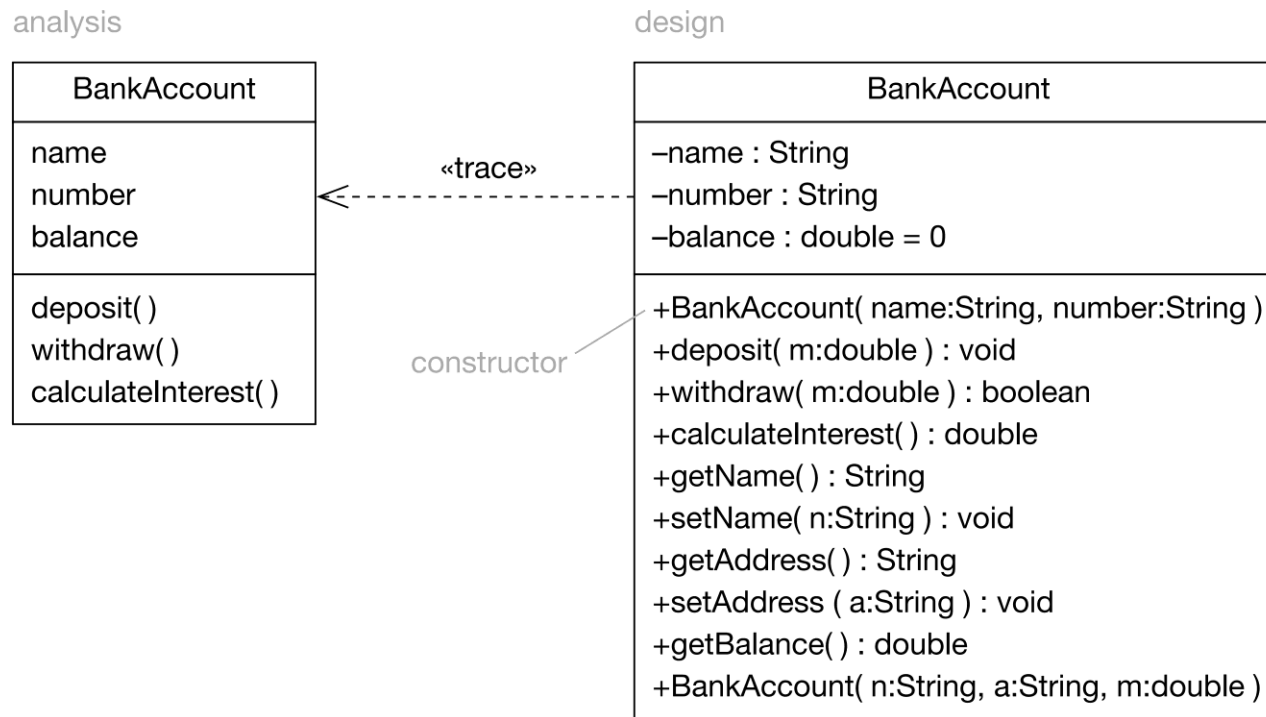 analysis
BankAccount
name
number
balance
deposit( )
withdraw( )
calculateInterest( )
«trace»
design
BankAccount
–name : String
–number : String
–balance : double = 0
constructor
+BankAccount( name:String, number:String )
+deposit( m:double ) : void
+withdraw( m:double ) : boolean
+calculateInterest( ) : double
+getName( ) : String
+setName( n:String ) : void
+getAddress( ) : String
+setAddress ( a:String ) : void
+getBalance( ) : double
+BankAccount( n:String, a:String, m:double )